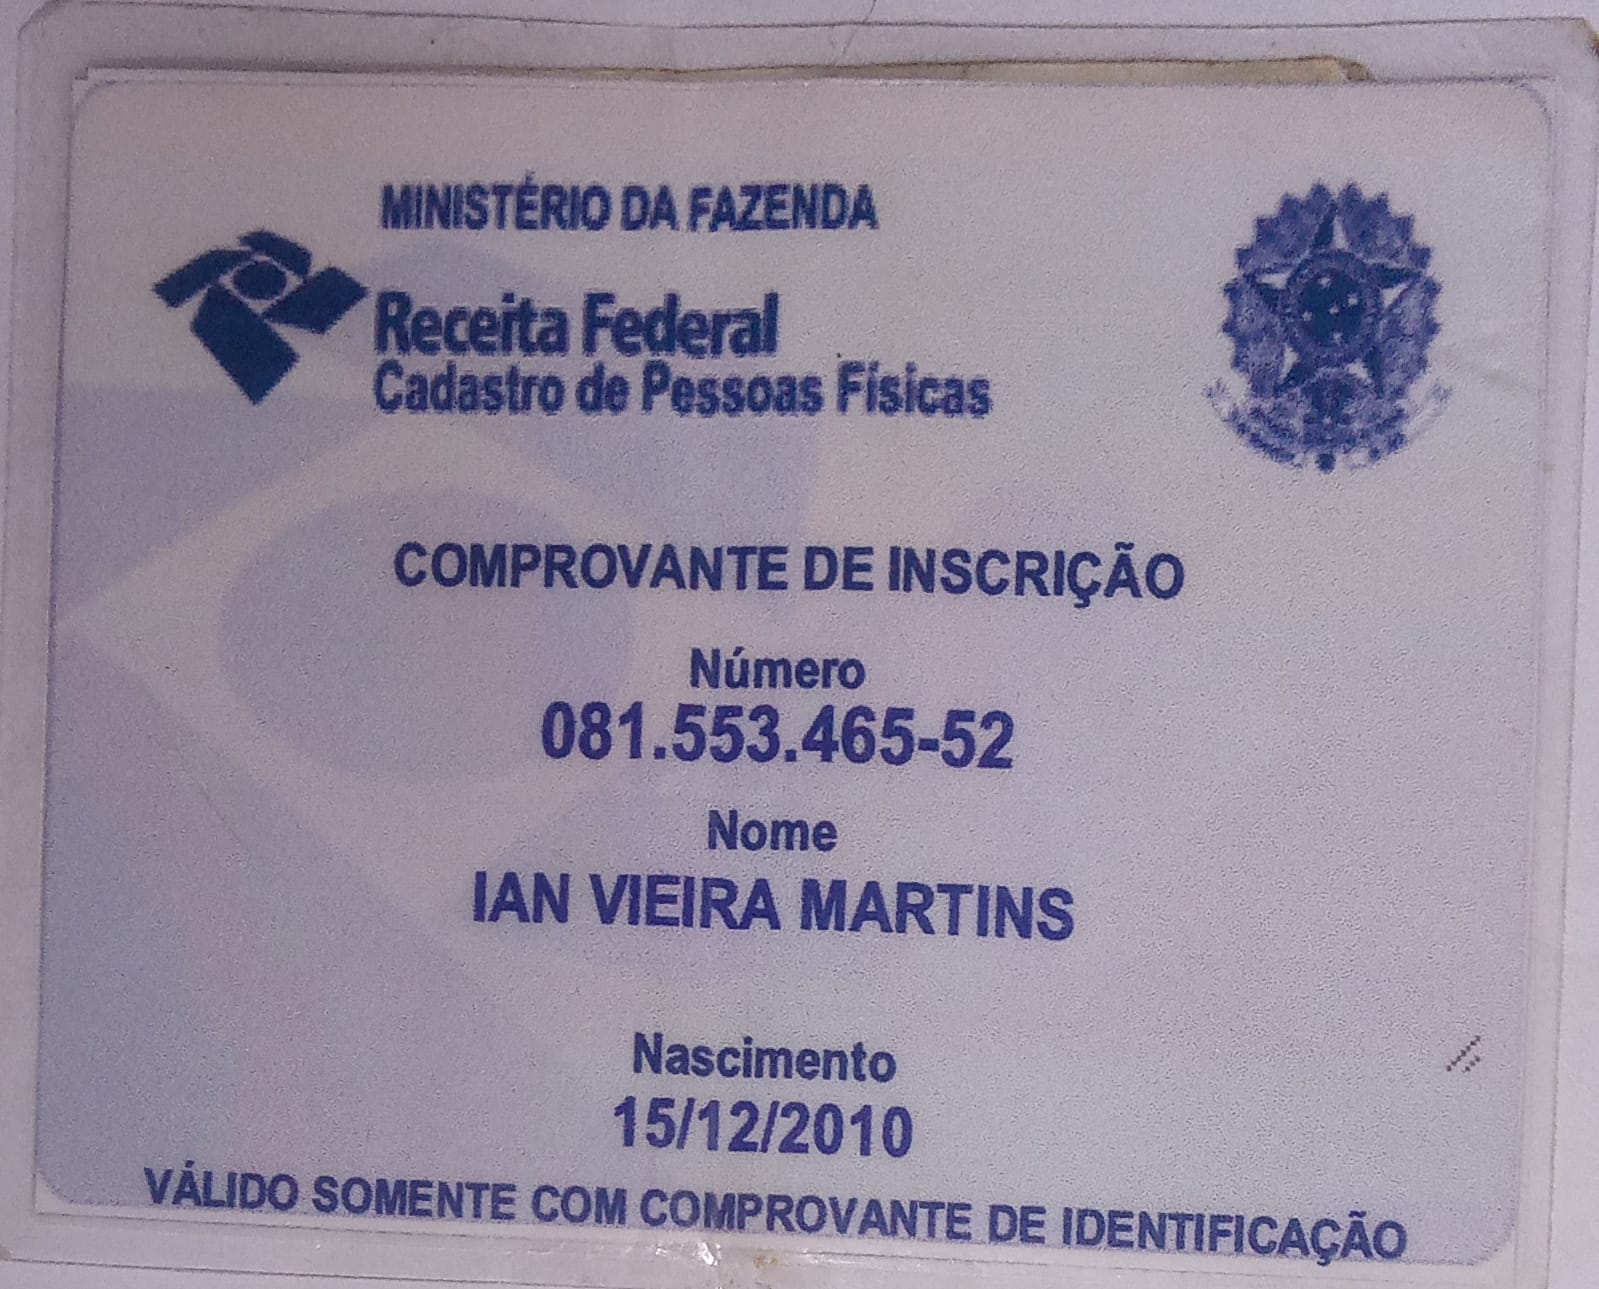 MINISTÉRIO DA FAZENDA
Receita Federal
Cadastro de Pessoas Físicas
COMPROVANTE DE INSCRIÇÃO
Número
081.553.465-52
Nome
IAN VIEIRA MARTINS
Nascimento
15/12/2010
VÁLIDO SOMENTE COM COMPROVANTE DE IDENTIFICAÇÃO